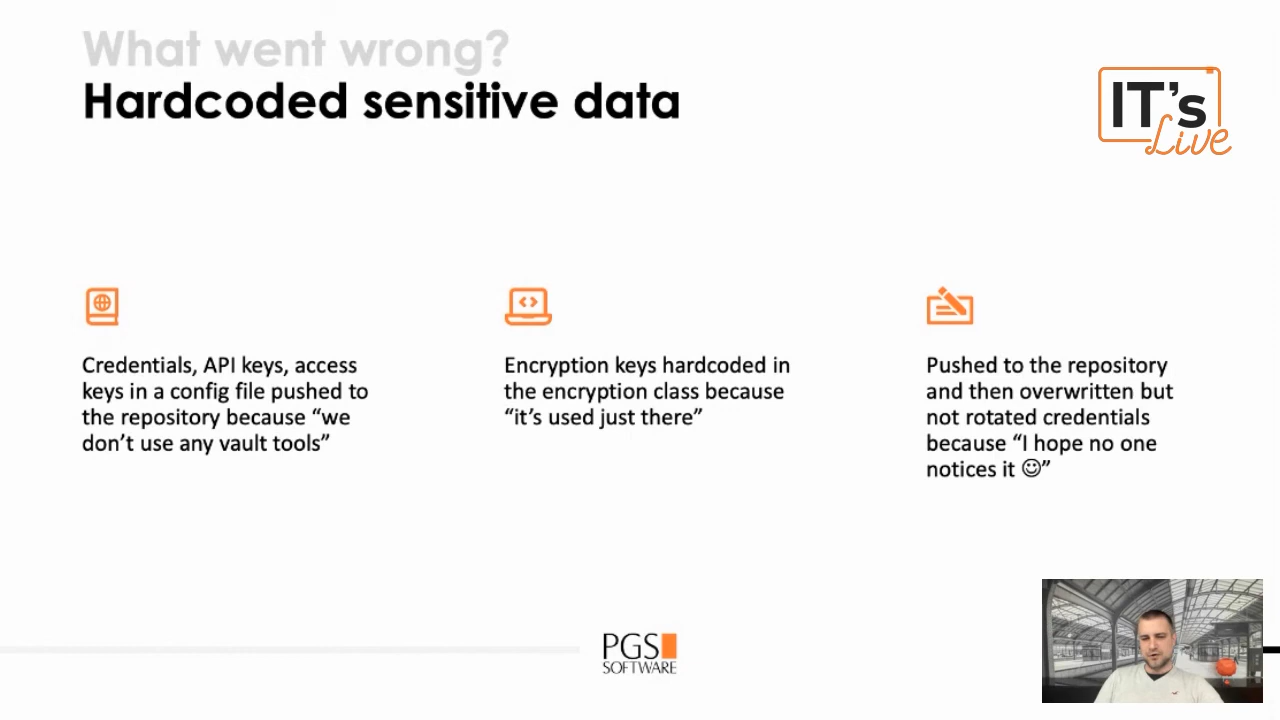 What went wrong?
Hardcoded sensitive data
IT's
Live
Credentials, API keys, access
keys in a config file pushed to
the repository because “we
don’t use any vault tools”
Encryption keys hardcoded in
the encryption class because
“it’s used just there”
Pushed to the repository
and then overwritten but
not rotated credentials
because “I hope no one
notices it ☺”
PGS
SOFTWARE